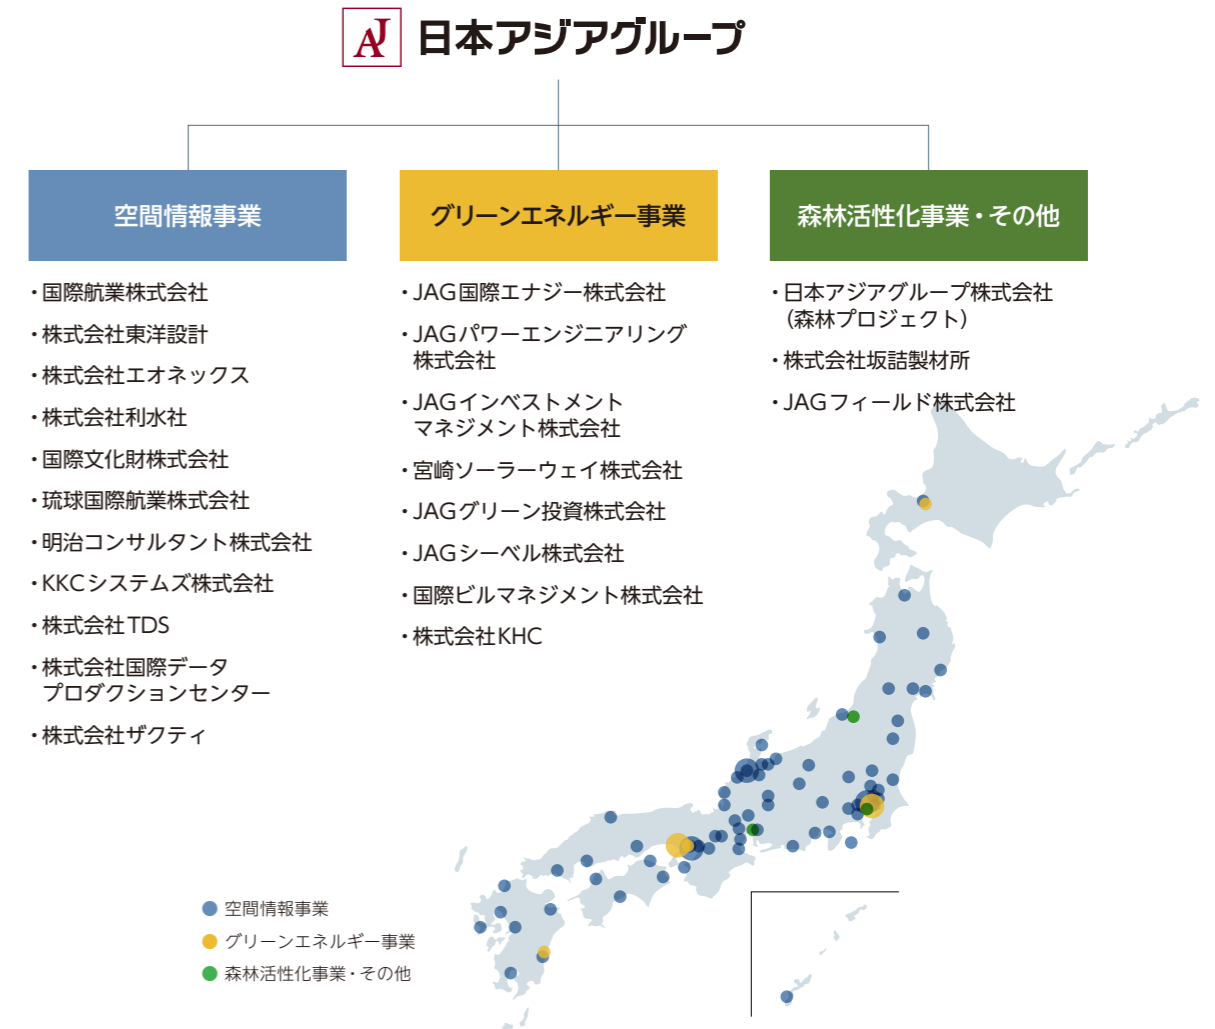 AJ 日本アジアグループ
空間情報事業
・国際航業株式会社
・株式会社東洋設計
・株式会社エオネックス
・株式会社利水社
・国際文化財株式会社
・琉球国際航業株式会社
・明治コンサルタント株式会社
・KKCシステムズ株式会社
・株式会社TDS
・株式会社国際データ
プロダクションセンター
・株式会社ザクティ
グリーンエネルギー事業
・JAG国際エナジー株式会社
・JAGパワーエンジニアリング
株式会社
・JAGインベストメント
マネジメント株式会社
・宮崎ソーラーウェイ株式会社
・JAGグリーン投資株式会社
・JAGシーベル株式会社
・国際ビルマネジメント株式会社
・株式会社KHC
森林活性化事業・その他
・日本アジアグループ株式会社
（森林プロジェクト）
・株式会社坂詰製材所
・JAGフィールド株式会社
空間情報事業
グリーンエネルギー事業
森林活性化事業・その他